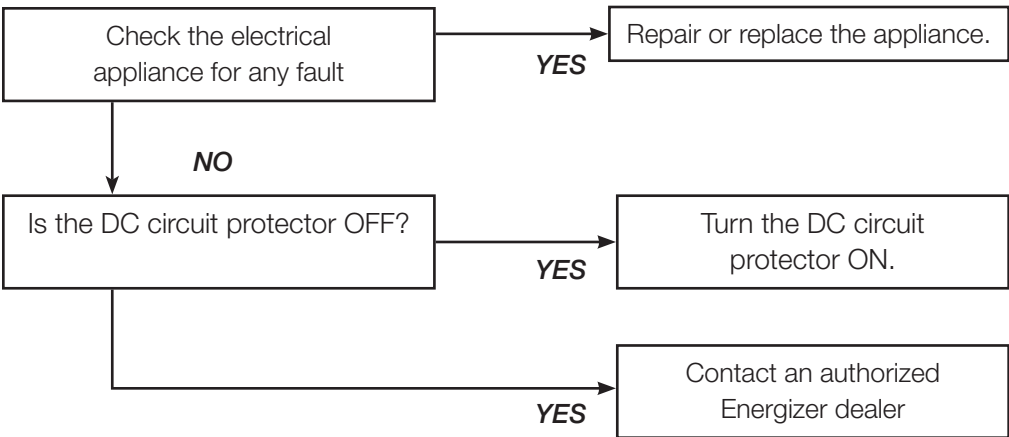 Check the electrical
appliance for any fault
YES
Repair or replace the appliance.
NO
Is the DC circuit protector OFF?
YES
Turn the DC circuit
protector ON.
YES
Contact an authorized
Energizer dealer